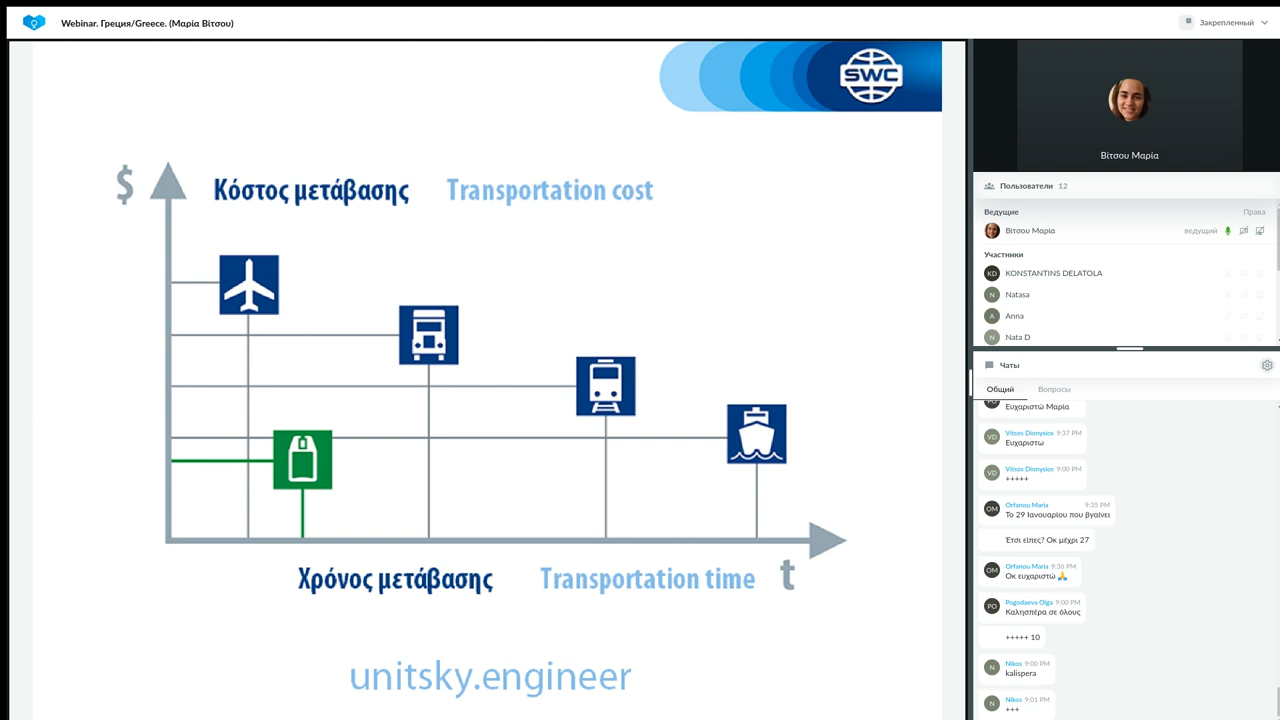 Webinar. Греция/Greece. (Μαρία Βίτσου)
Закрепленный
SWC
$
Κόστος μετάβασης Transportation cost
Χρόνος μετάβασης Transportation time t
unitsky.engineer
Βίτσου Μαρία
Пользователи 12
Ведущие Права
Βίτσου Μαρία ведущий
Участники
KD KONSTANTINS DELATOLA
N Natasa
A Anna
N Nata D
Чаты
Общий Вопросы
Ευχαριστώ Μαρία
VD Vitsos Dionysios 9:37 PM
Ευχαριστω
VD Vitsos Dionysios 9:00 PM
+++++
OM Orfanou Maria 9:35 PM
Το 29 Ιανουαρίου που βγαίνει
Έτσι είπες? Οκ μέχρι 27
OM Orfanou Maria 9:36 PM
Οκ ευχαριστώ 🙏
PO Pogodaeva Olga 9:00 PM
Καλησπέρα σε όλους
+++++ 10
N Nikos 9:00 PM
kalispera
N Nikos 9:01 PM
+++